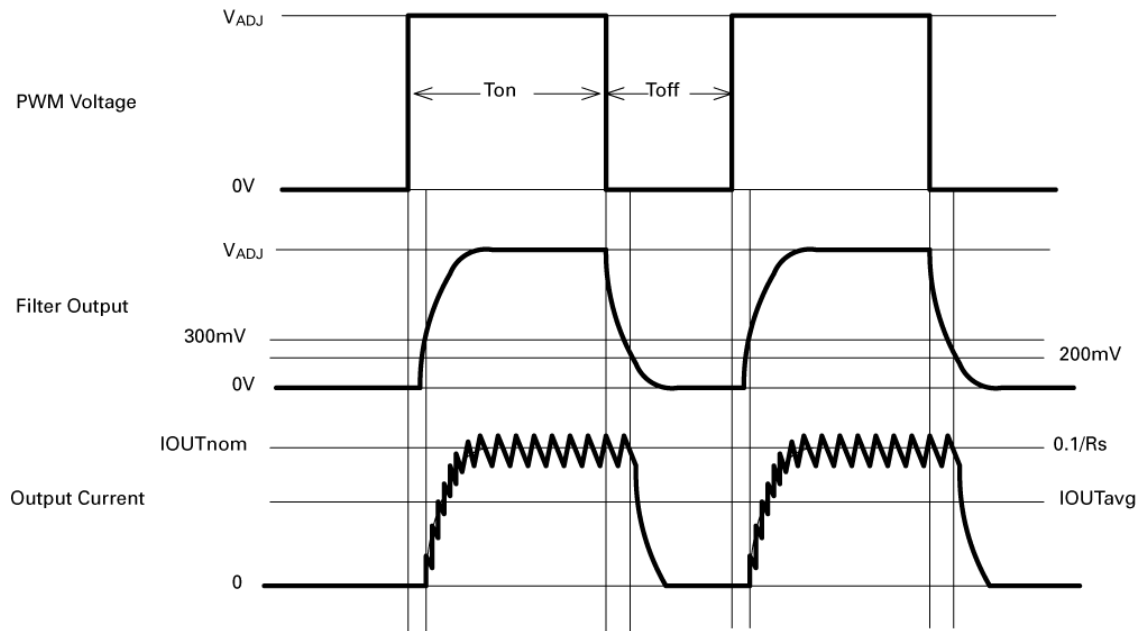 VADJ
Ton
Toff
PWM Voltage
0V
VADJ
Filter Output
300mV
200mV
0V
IOUTnom
0.1/Rs
Output Current
IOUTavg
0